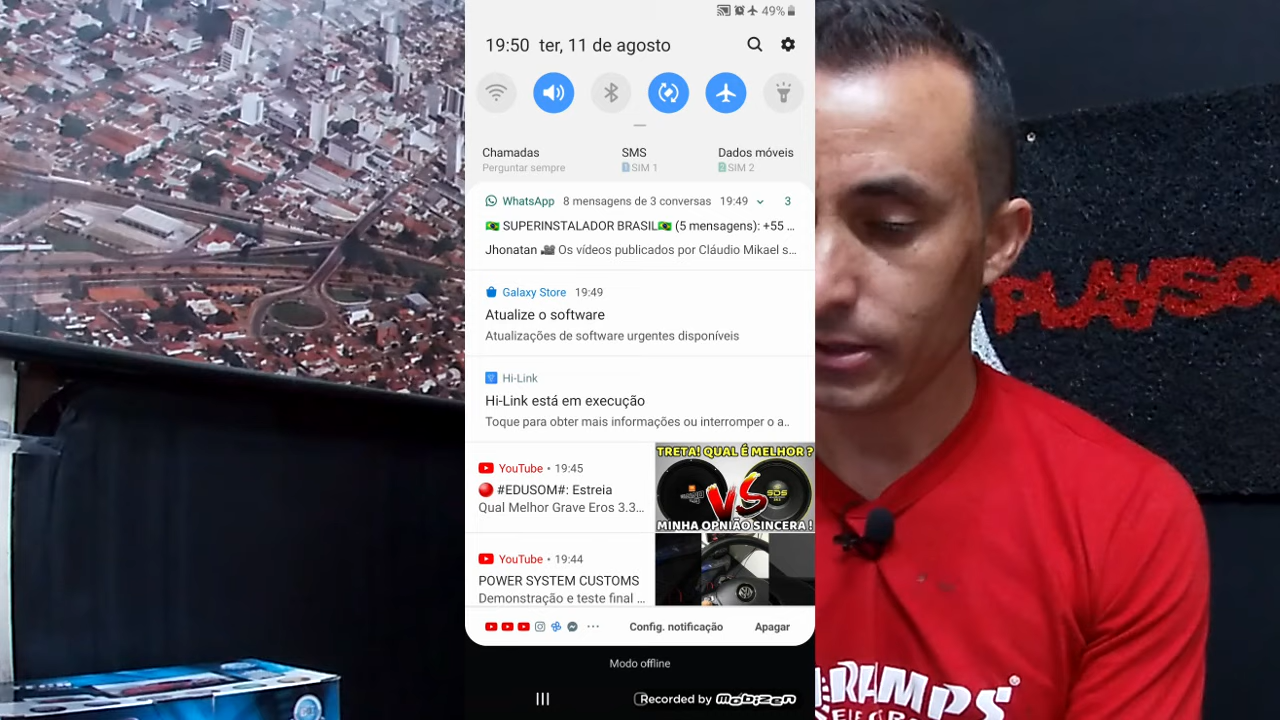 49%
19:50 ter, 11 de agosto
Chamadas
Perguntar sempre
SMS
1 SIM 1
Dados móveis
2 SIM 2
WhatsApp 8 mensagens de 3 conversas 19:49 3
🇧🇷 SUPERINSTALADOR BRASIL🇧🇷 (5 mensagens): +55 ...
Jhonatan 🎥 Os vídeos publicados por Cláudio Mikael s...
Galaxy Store 19:49
Atualize o software
Atualizações de software urgentes disponíveis
Hi-Link
Hi-Link está em execução
Toque para obter mais informações ou interromper o a..
YouTube • 19:45
🔴 #EDUSOM#: Estreia
Qual Melhor Grave Eros 3.3...
TRETA! QUAL É MELHOR ?
VS
SDS
MINHA OPNIÃO SINCERA !
YouTube • 19:44
POWER SYSTEM CUSTOMS
Demonstração e teste final ...
Config. notificação
Apagar
Modo offline
Recorded by Mobizen
PLAYSO
RAMPS